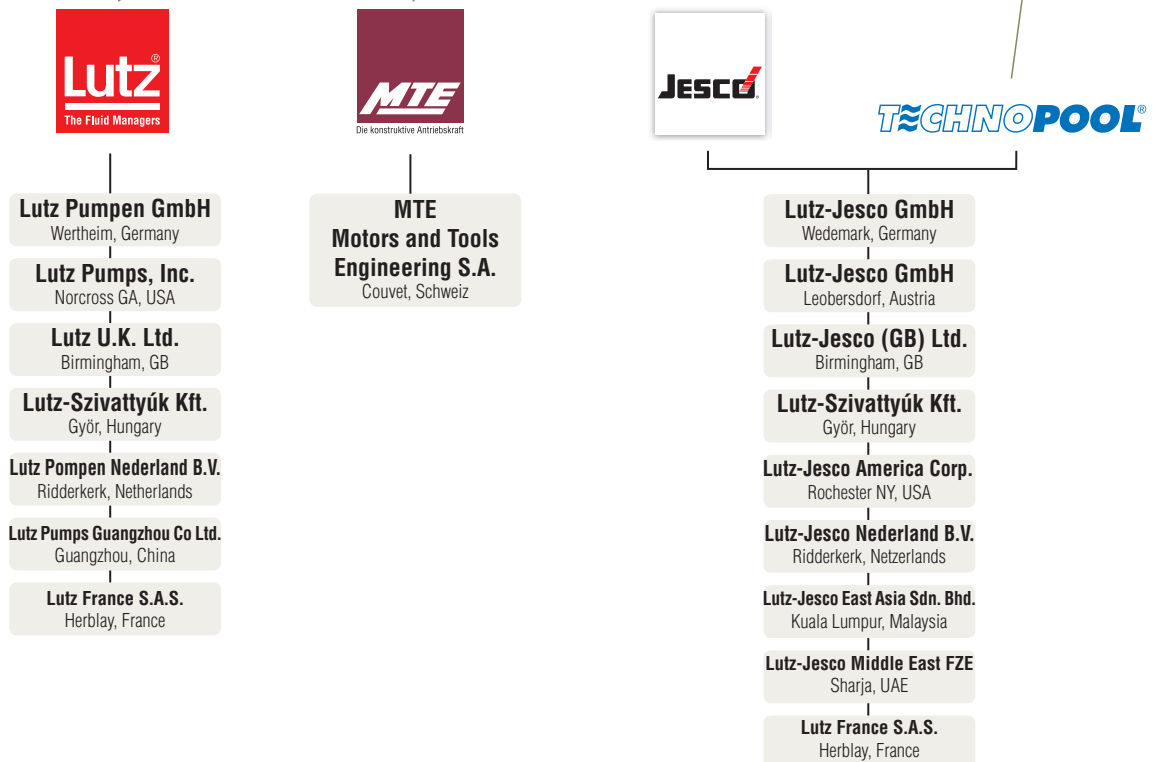 Lutz®
The Fluid Managers
MTE
Die konstruktive Antriebskraft
JESCO®
TECHNOPOOL®
Lutz Pumpen GmbH
Wertheim, Germany
Lutz Pumps, Inc.
Norcross GA, USA
Lutz U.K. Ltd.
Birmingham, GB
Lutz-Szivattyúk Kft.
Györ, Hungary
Lutz Pompen Nederland B.V.
Ridderkerk, Netherlands
Lutz Pumps Guangzhou Co Ltd.
Guangzhou, China
Lutz France S.A.S.
Herblay, France
MTE
Motors and Tools
Engineering S.A.
Couvet, Schweiz
Lutz-Jesco GmbH
Wedemark, Germany
Lutz-Jesco GmbH
Leobersdorf, Austria
Lutz-Jesco (GB) Ltd.
Birmingham, GB
Lutz-Szivattyúk Kft.
Györ, Hungary
Lutz-Jesco America Corp.
Rochester NY, USA
Lutz-Jesco Nederland B.V.
Ridderkerk, Netzerlands
Lutz-Jesco East Asia Sdn. Bhd.
Kuala Lumpur, Malaysia
Lutz-Jesco Middle East FZE
Sharja, UAE
Lutz France S.A.S.
Herblay, France